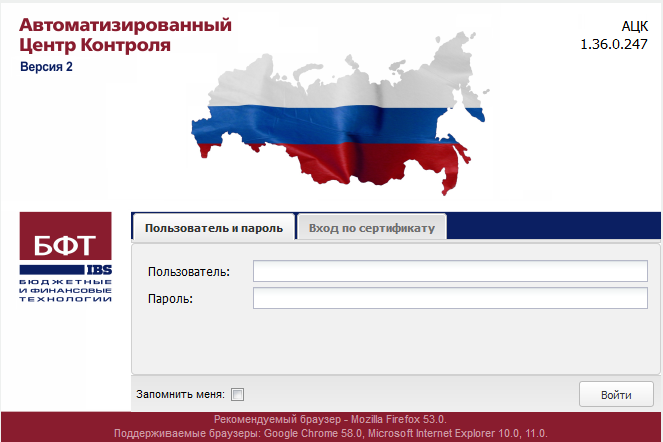 Автоматизированный
Центр Контроля
Версия 2
АЦК
1.36.0.247
БФТ
IBS
БЮДЖЕТНЫЕ
И ФИНАНСОВЫЕ
ТЕХНОЛОГИИ
Пользователь и пароль
Вход по сертификату
Пользователь:
Пароль:
Запомнить меня:
Войти
Рекомендуемый браузер - Mozilla Firefox 53.0.
Поддерживаемые браузеры: Google Chrome 58.0, Microsoft Internet Explorer 10.0, 11.0.